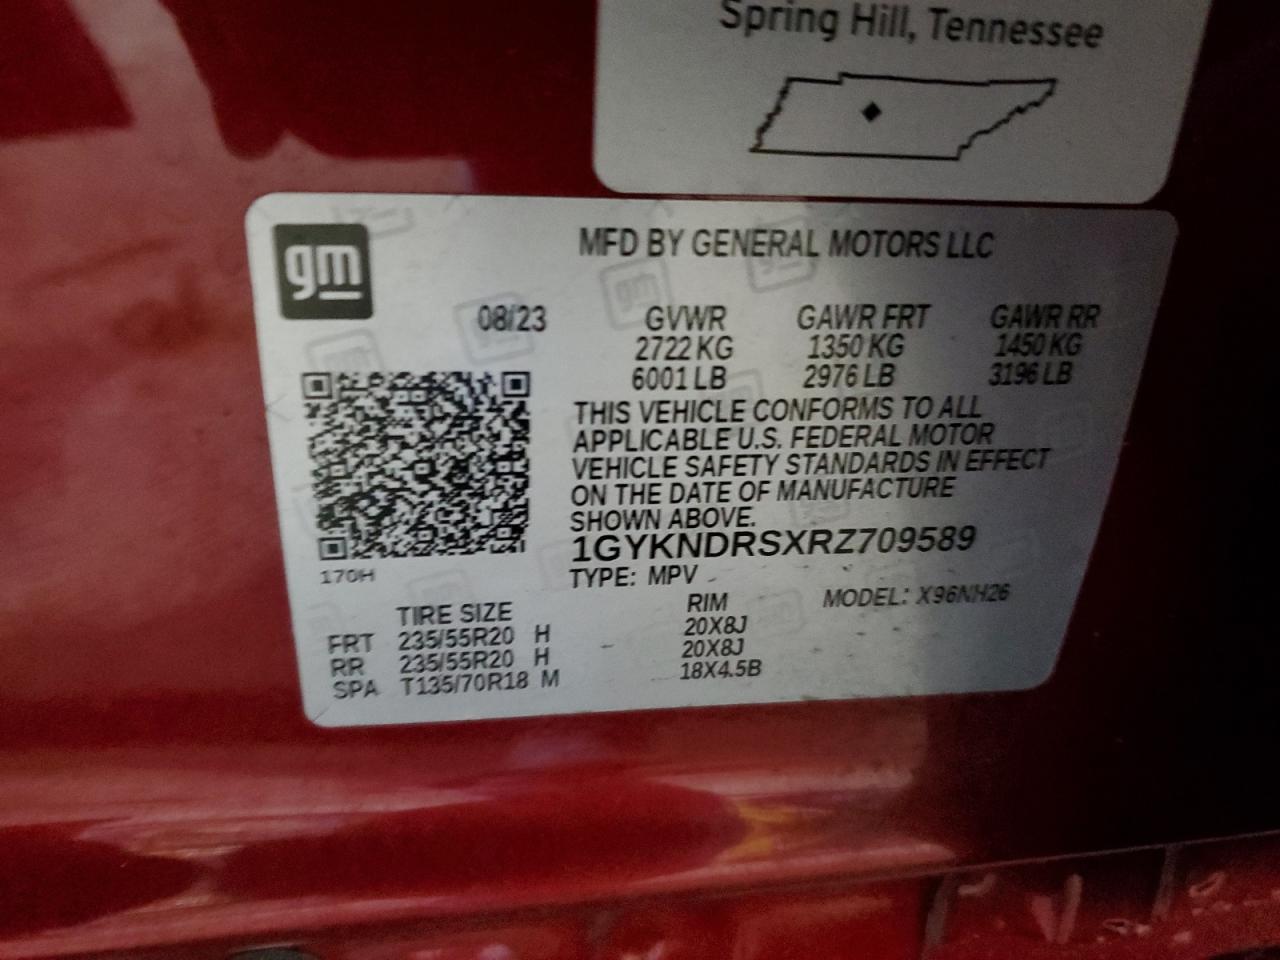 Spring Hill, Tennessee
gm
MFD BY GENERAL MOTORS LLC
08/23 GVWR GAWR FRT GAWR RR
2722 KG 1350 KG 1450 KG
6001 LB 2976 LB 3196 LB
THIS VEHICLE CONFORMS TO ALL
APPLICABLE U.S. FEDERAL MOTOR
VEHICLE SAFETY STANDARDS IN EFFECT
ON THE DATE OF MANUFACTURE
SHOWN ABOVE.
1GYKNDRSXRZ709589
170H
TYPE: MPV
MODEL: X96NH26
TIRE SIZE RIM
FRT 235/55R20 H 20X8J
RR 235/55R20 H 20X8J
SPA T135/70R18 M 18X4.5B